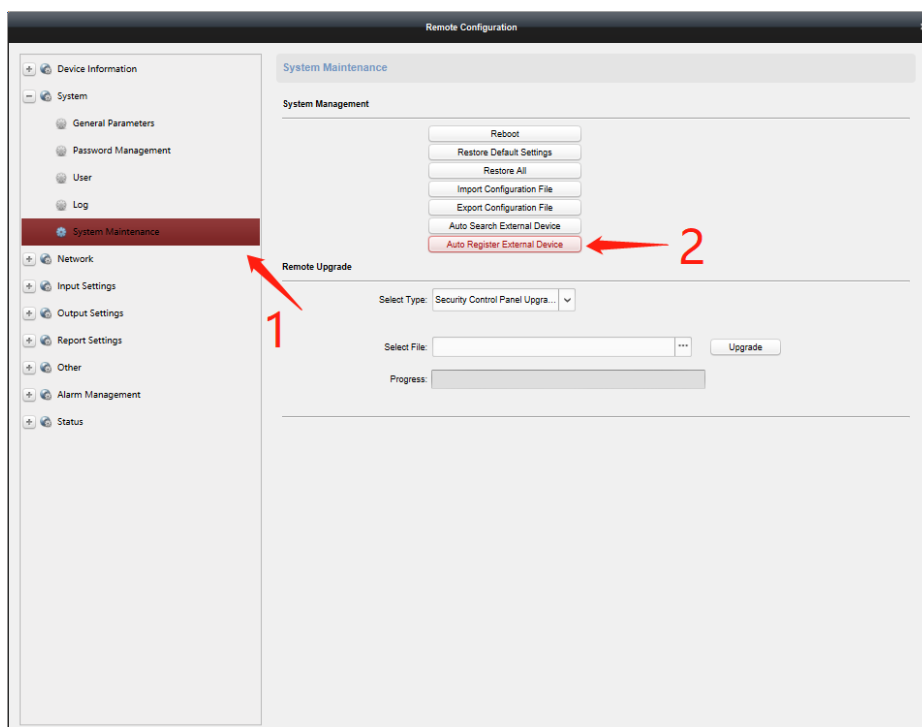 Remote Configuration
Device Information
System
General Parameters
Password Management
User
Log
System Maintenance
Network
Input Settings
Output Settings
Report Settings
Other
Alarm Management
Status
1
System Maintenance
System Management
Reboot
Restore Default Settings
Restore All
Import Configuration File
Export Configuration File
Auto Search External Device
Auto Register External Device
2
Remote Upgrade
Select Type: Security Control Panel Upgra...
Select File: ... Upgrade
Progress: